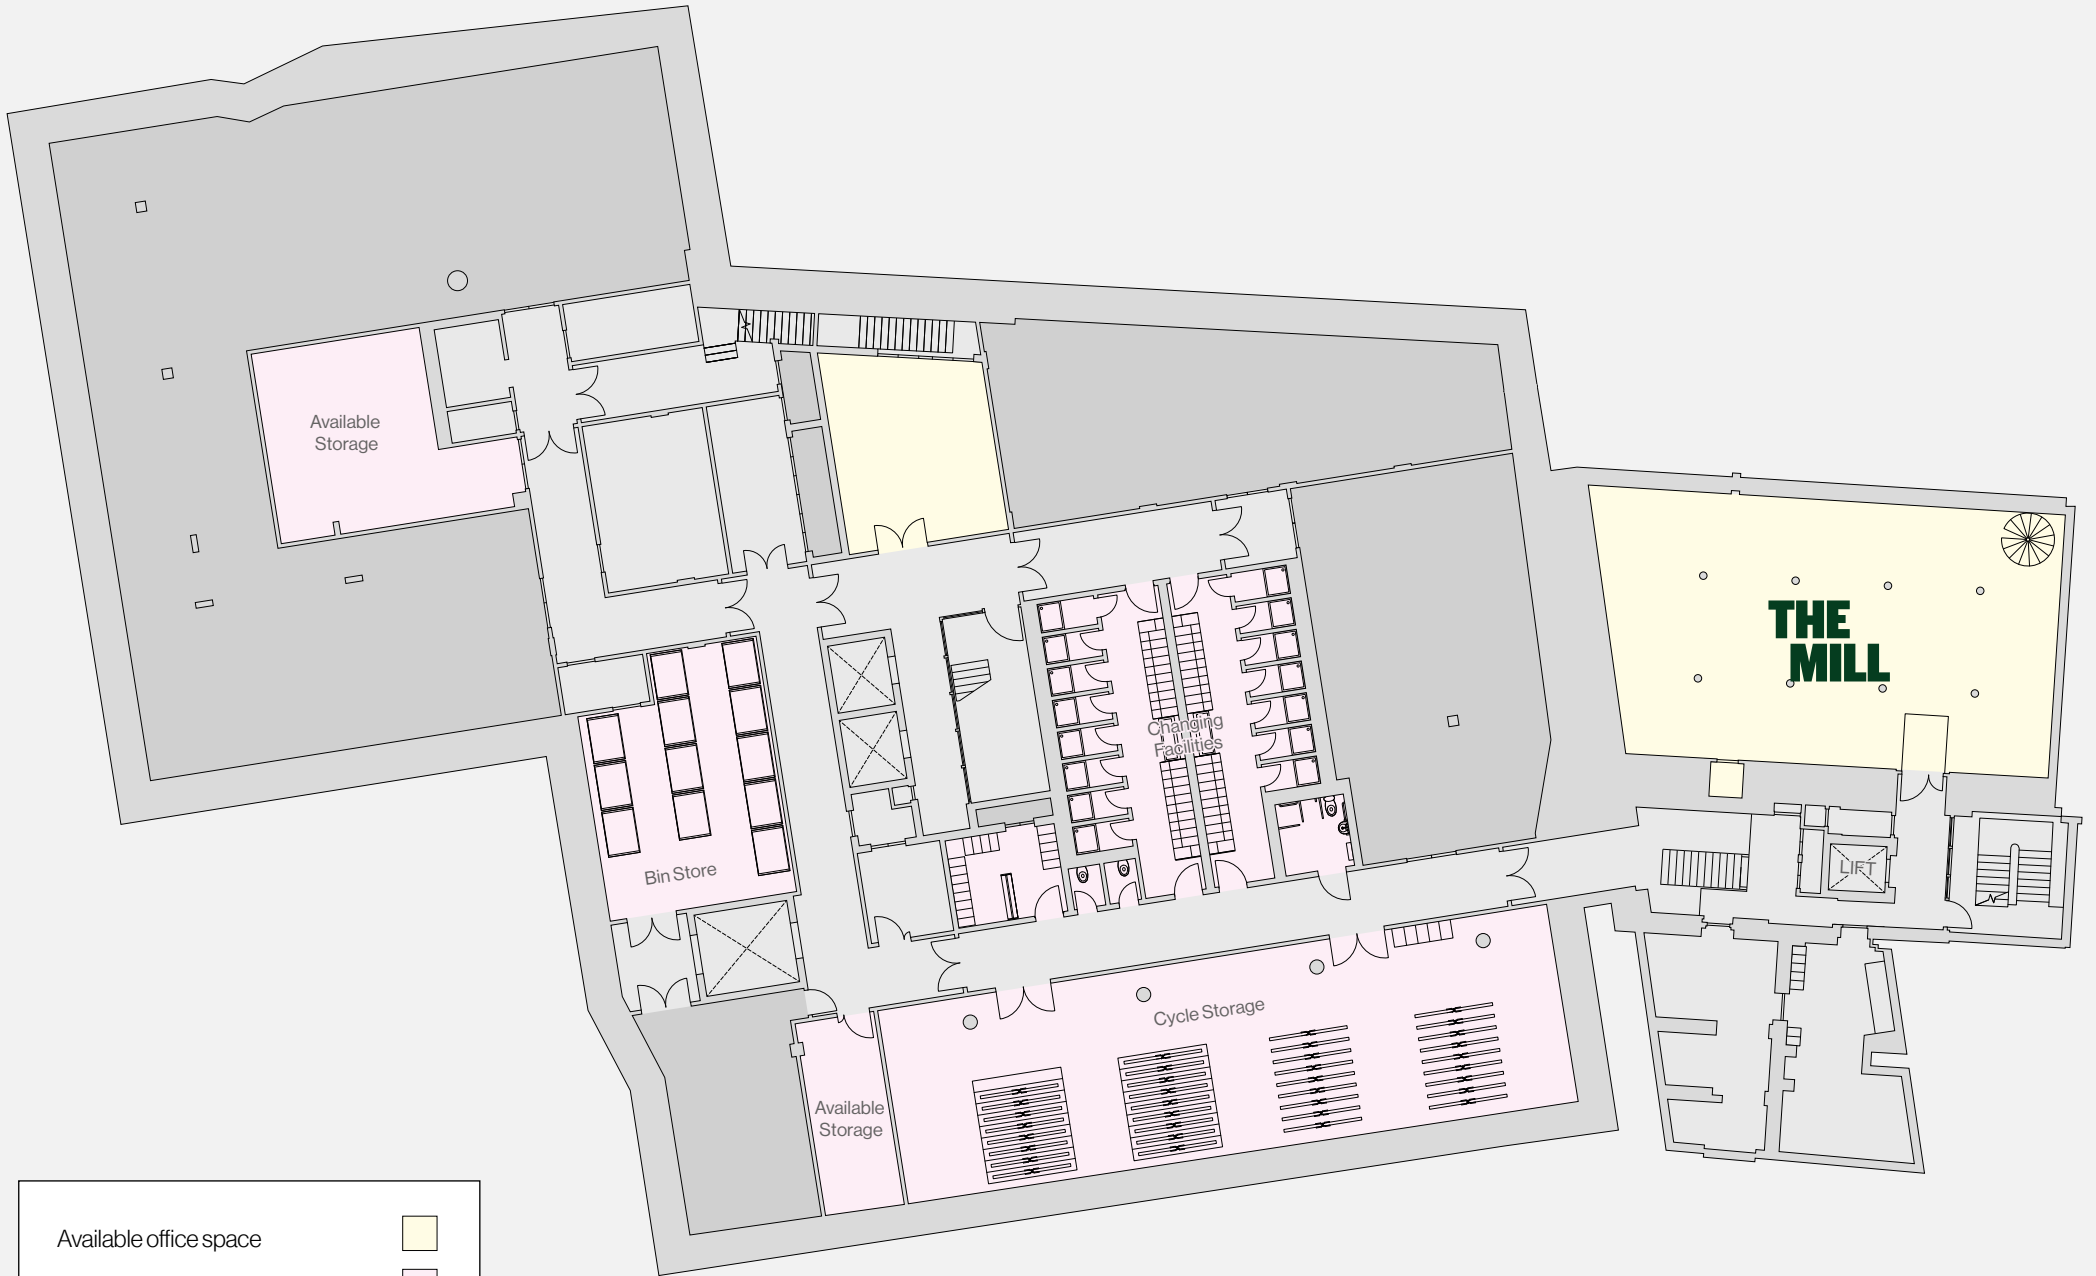 Available
Storage
THE
MILL
Changing
Facilities
LIFT
Bin Store
Cycle Storage
Available
Storage
Available office space